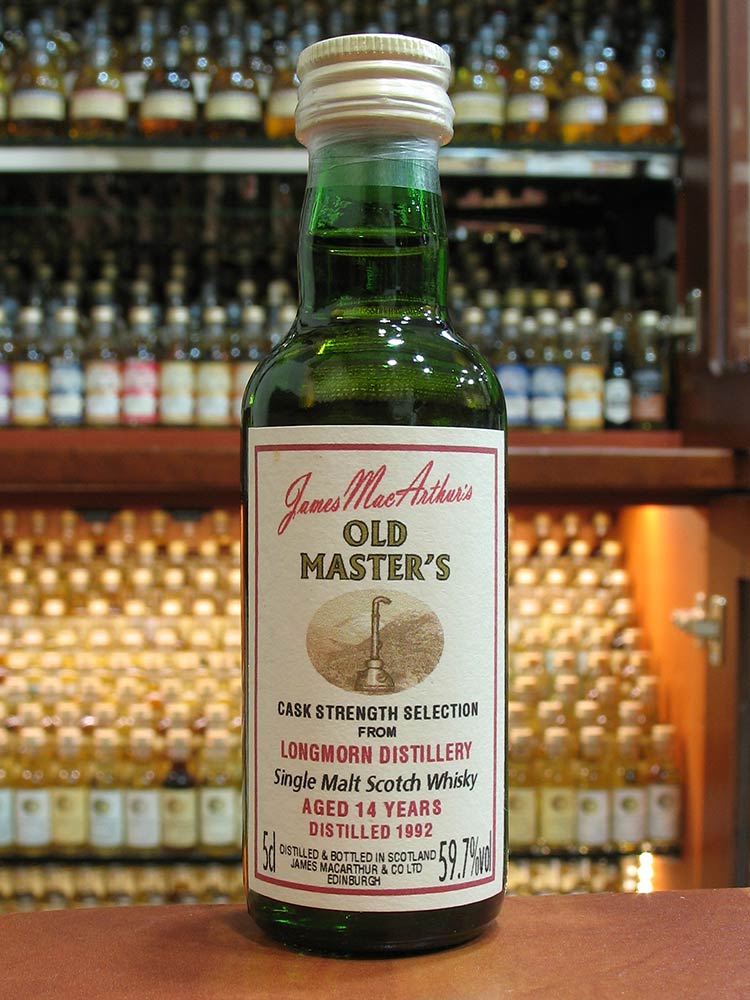 James MacArthur's
OLD
MASTER'S
CASK STRENGTH SELECTION
FROM
LONGMORN DISTILLERY
Single Malt Scotch Whisky
AGED 14 YEARS
DISTILLED 1992
5cl DISTILLED & BOTTLED IN SCOTLAND 59.7%vol
JAMES MACARTHUR & CO LTD
EDINBURGH